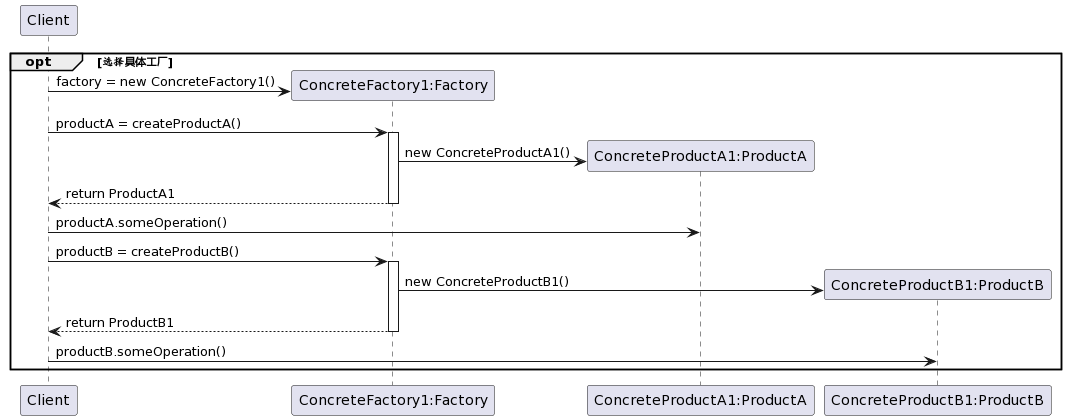 Client
opt [选择具体工厂]
factory = new ConcreteFactory1()
ConcreteFactory1:Factory
productA = createProductA()
new ConcreteProductA1()
ConcreteProductA1:ProductA
return ProductA1
productA.someOperation()
productB = createProductB()
new ConcreteProductB1()
ConcreteProductB1:ProductB
return ProductB1
productB.someOperation()
Client
ConcreteFactory1:Factory
ConcreteProductA1:ProductA
ConcreteProductB1:ProductB